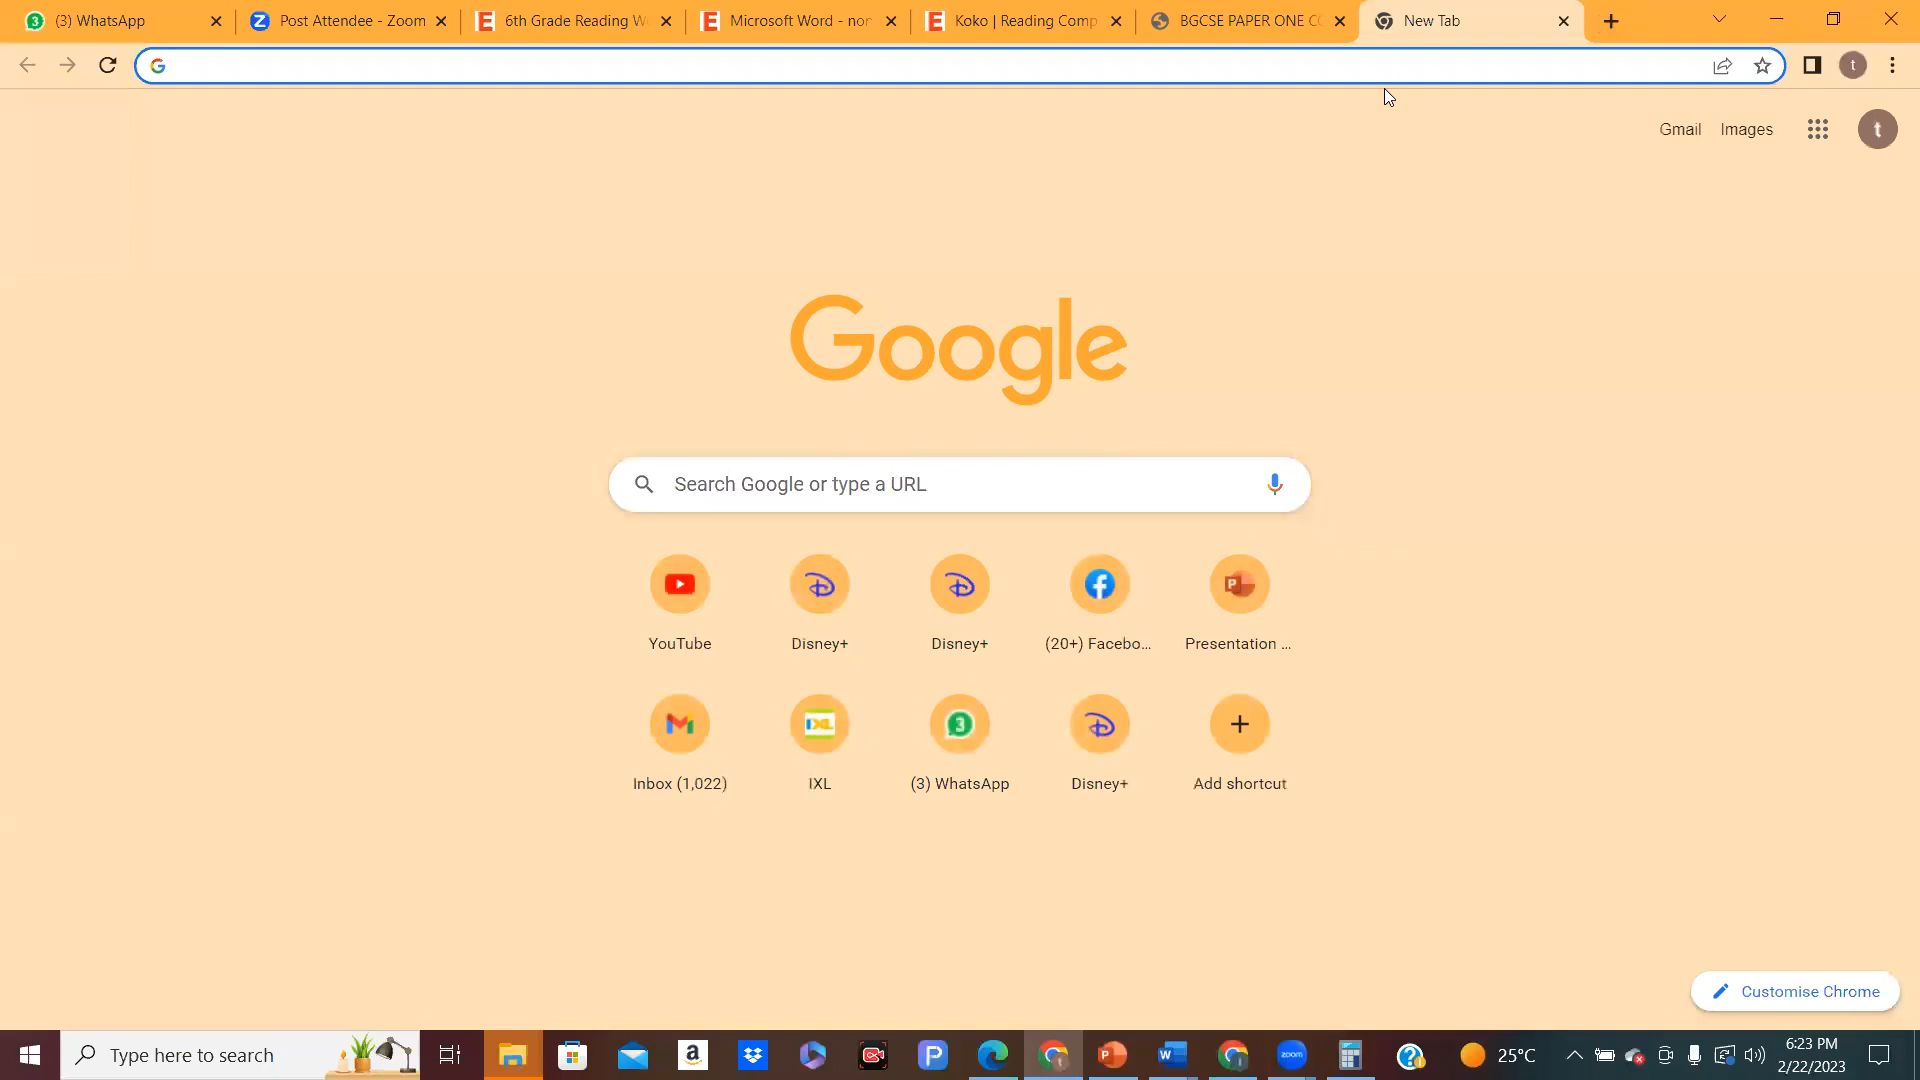 (3) WhatsApp
Post Attendee - Zoom
6th Grade Reading W
Microsoft Word - nor
Koko | Reading Comp
BGCSE PAPER ONE CO
New Tab
t
Gmail
Images
t
Google
Search Google or type a URL
YouTube
Disney+
Disney+
(20+) Facebo...
Presentation ...
Inbox (1,022)
IXL
(3) WhatsApp
Disney+
Add shortcut
Customise Chrome
Type here to search
zoom
25°C
6:23 PM
2/22/2023